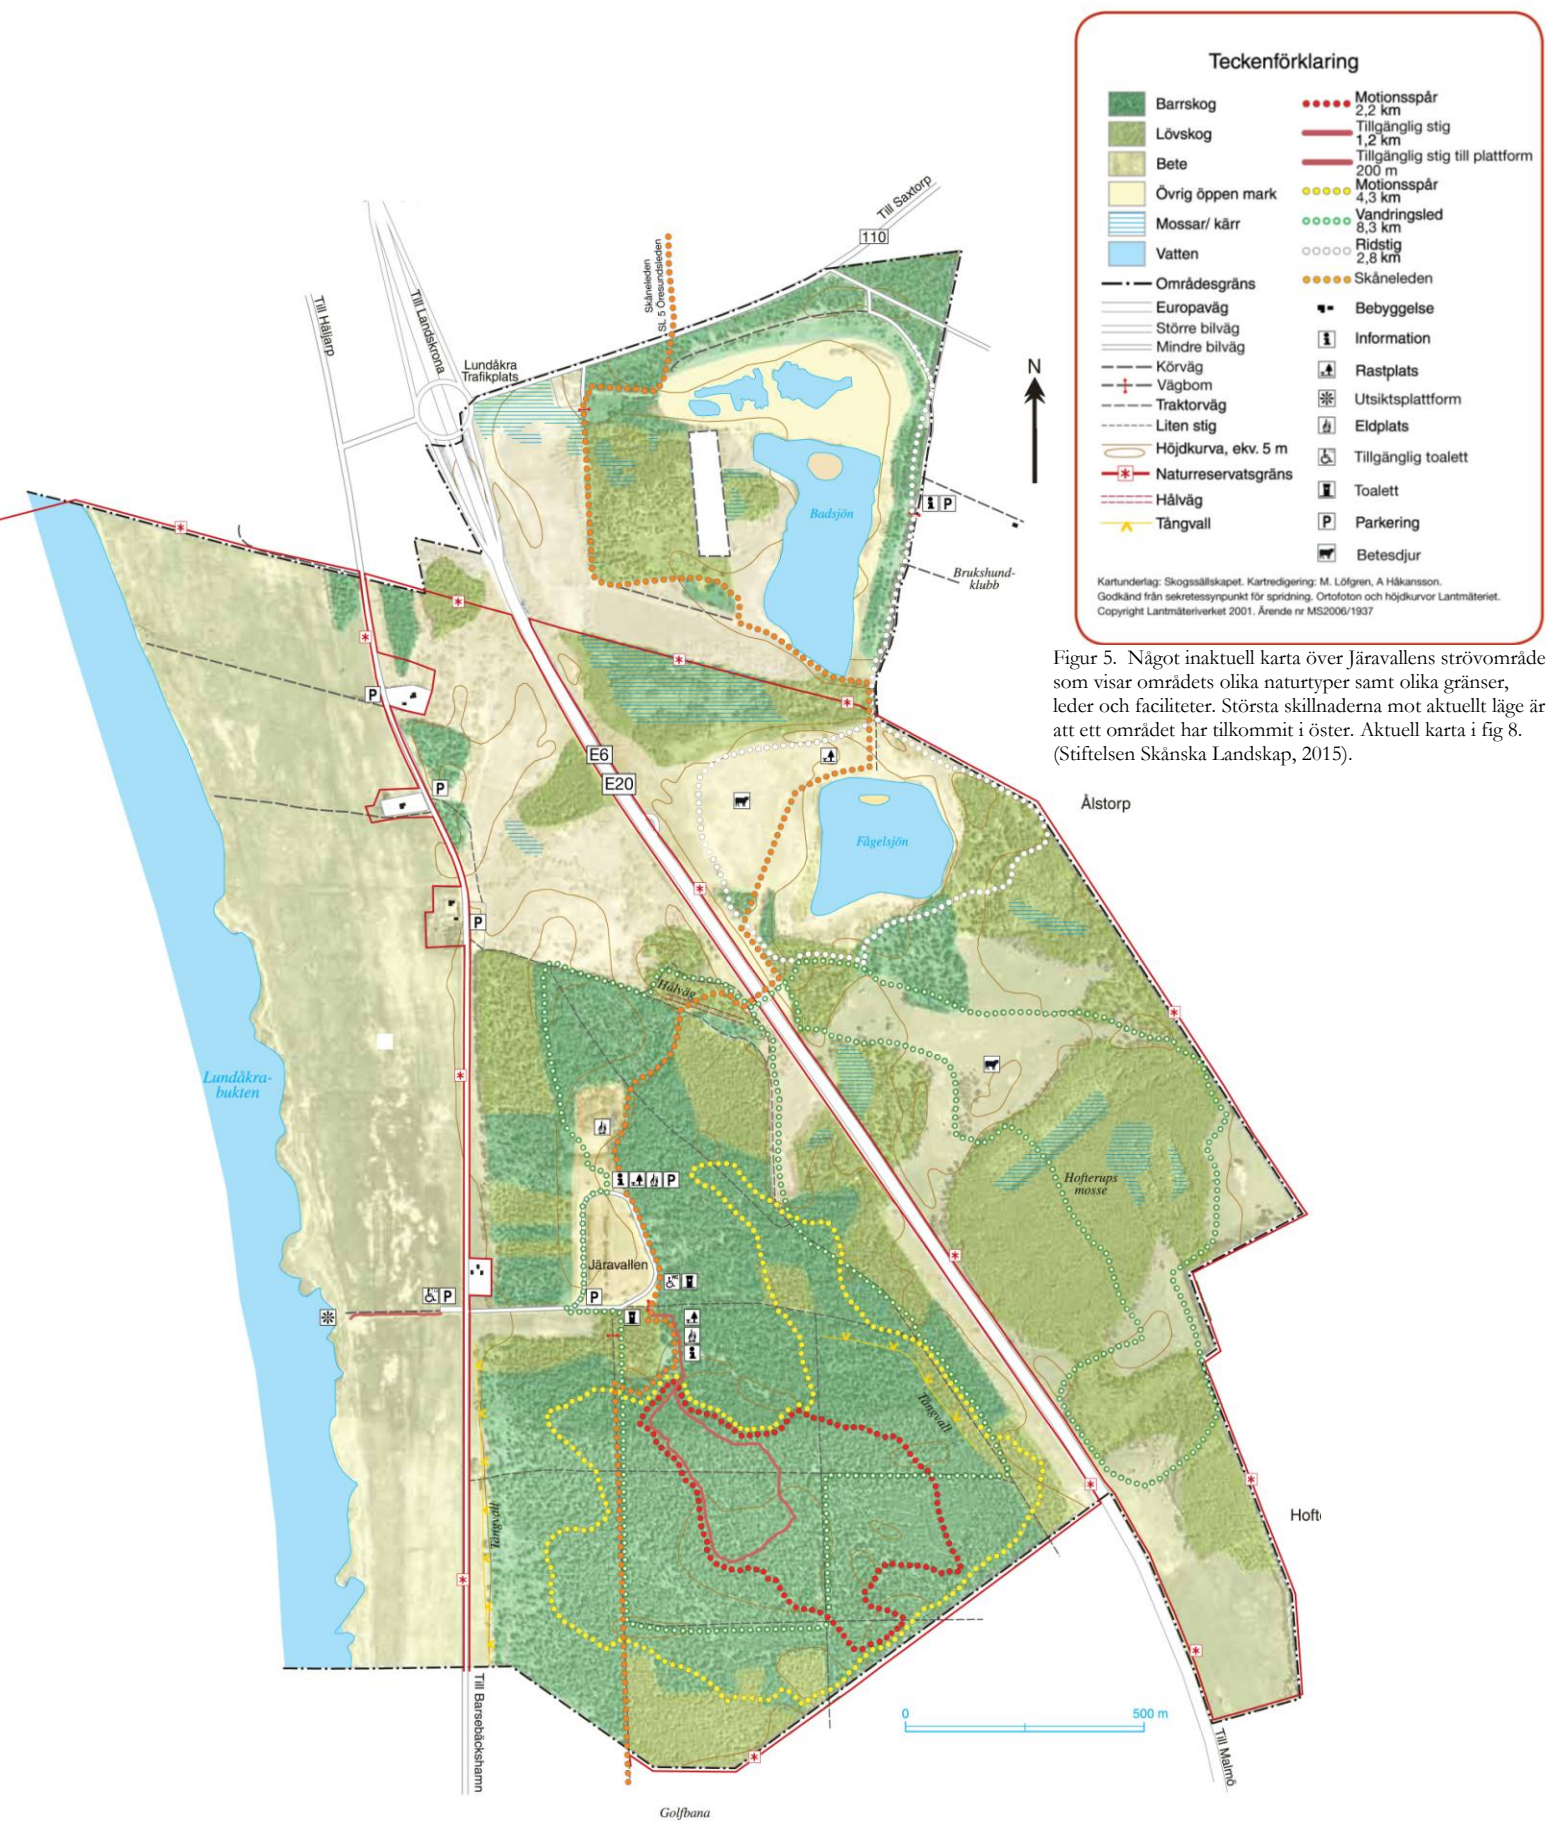 Teckenförklaring
Barrskog
Lövskog
Bete
Övrig öppen mark
Mossar/ kärr
Vatten
Områdesgräns
Europaväg
Större bilväg
Mindre bilväg
Körväg
Vägbom
Traktorväg
Liten stig
Höjdkurva, ekv. 5 m
Naturreservatsgräns
Hålväg
Tångvall
Motionsspår
2,2 km
Tillgänglig stig
1,2 km
Tillgänglig stig till plattform
200 m
Motionsspår
4,3 km
Vandringsled
8,3 km
Ridstig
2,8 km
Skåneleden
Bebyggelse
Information
Rastplats
Utsiktsplattform
Eldplats
Tillgänglig toalett
Toalett
P Parkering
Betesdjur
Kartunderlag: Skogssällskapet. Kartredigering: M. Löfgren, A Håkansson.
Godkänd från sekretessynpunkt för spridning. Ortofoton och höjdkurvor Lantmäteriet.
Copyright Lantmäteriverket 2001. Ärende nr MS2006/1937
Figur 5. Något inaktuell karta över Järavallens strövområde
som visar områdets olika naturtyper samt olika gränser,
leder och faciliteter. Största skillnaderna mot aktuellt läge är
att ett området har tilkommit i öster. Aktuell karta i fig 8.
(Stiftelsen Skånska Landskap, 2015).
Till Saxtorp
110
Skåneleden
SL 5 Öresundsleden
Till Häljarp
Till Landskrona
Lundåkra
Trafikplats
N
Badsjön
P
Brukshund-
klubb
P
E6
E20
P
Ålstorp
Fågelsjön
P
Hålväg
Lundåkra-
bukten
P
Hofterups
mosse
Järavallen
P
P
Tångvall
Tångvall
Hofte
0
500 m
Till Barsebäckshamn
Till Malmö
Golfbana